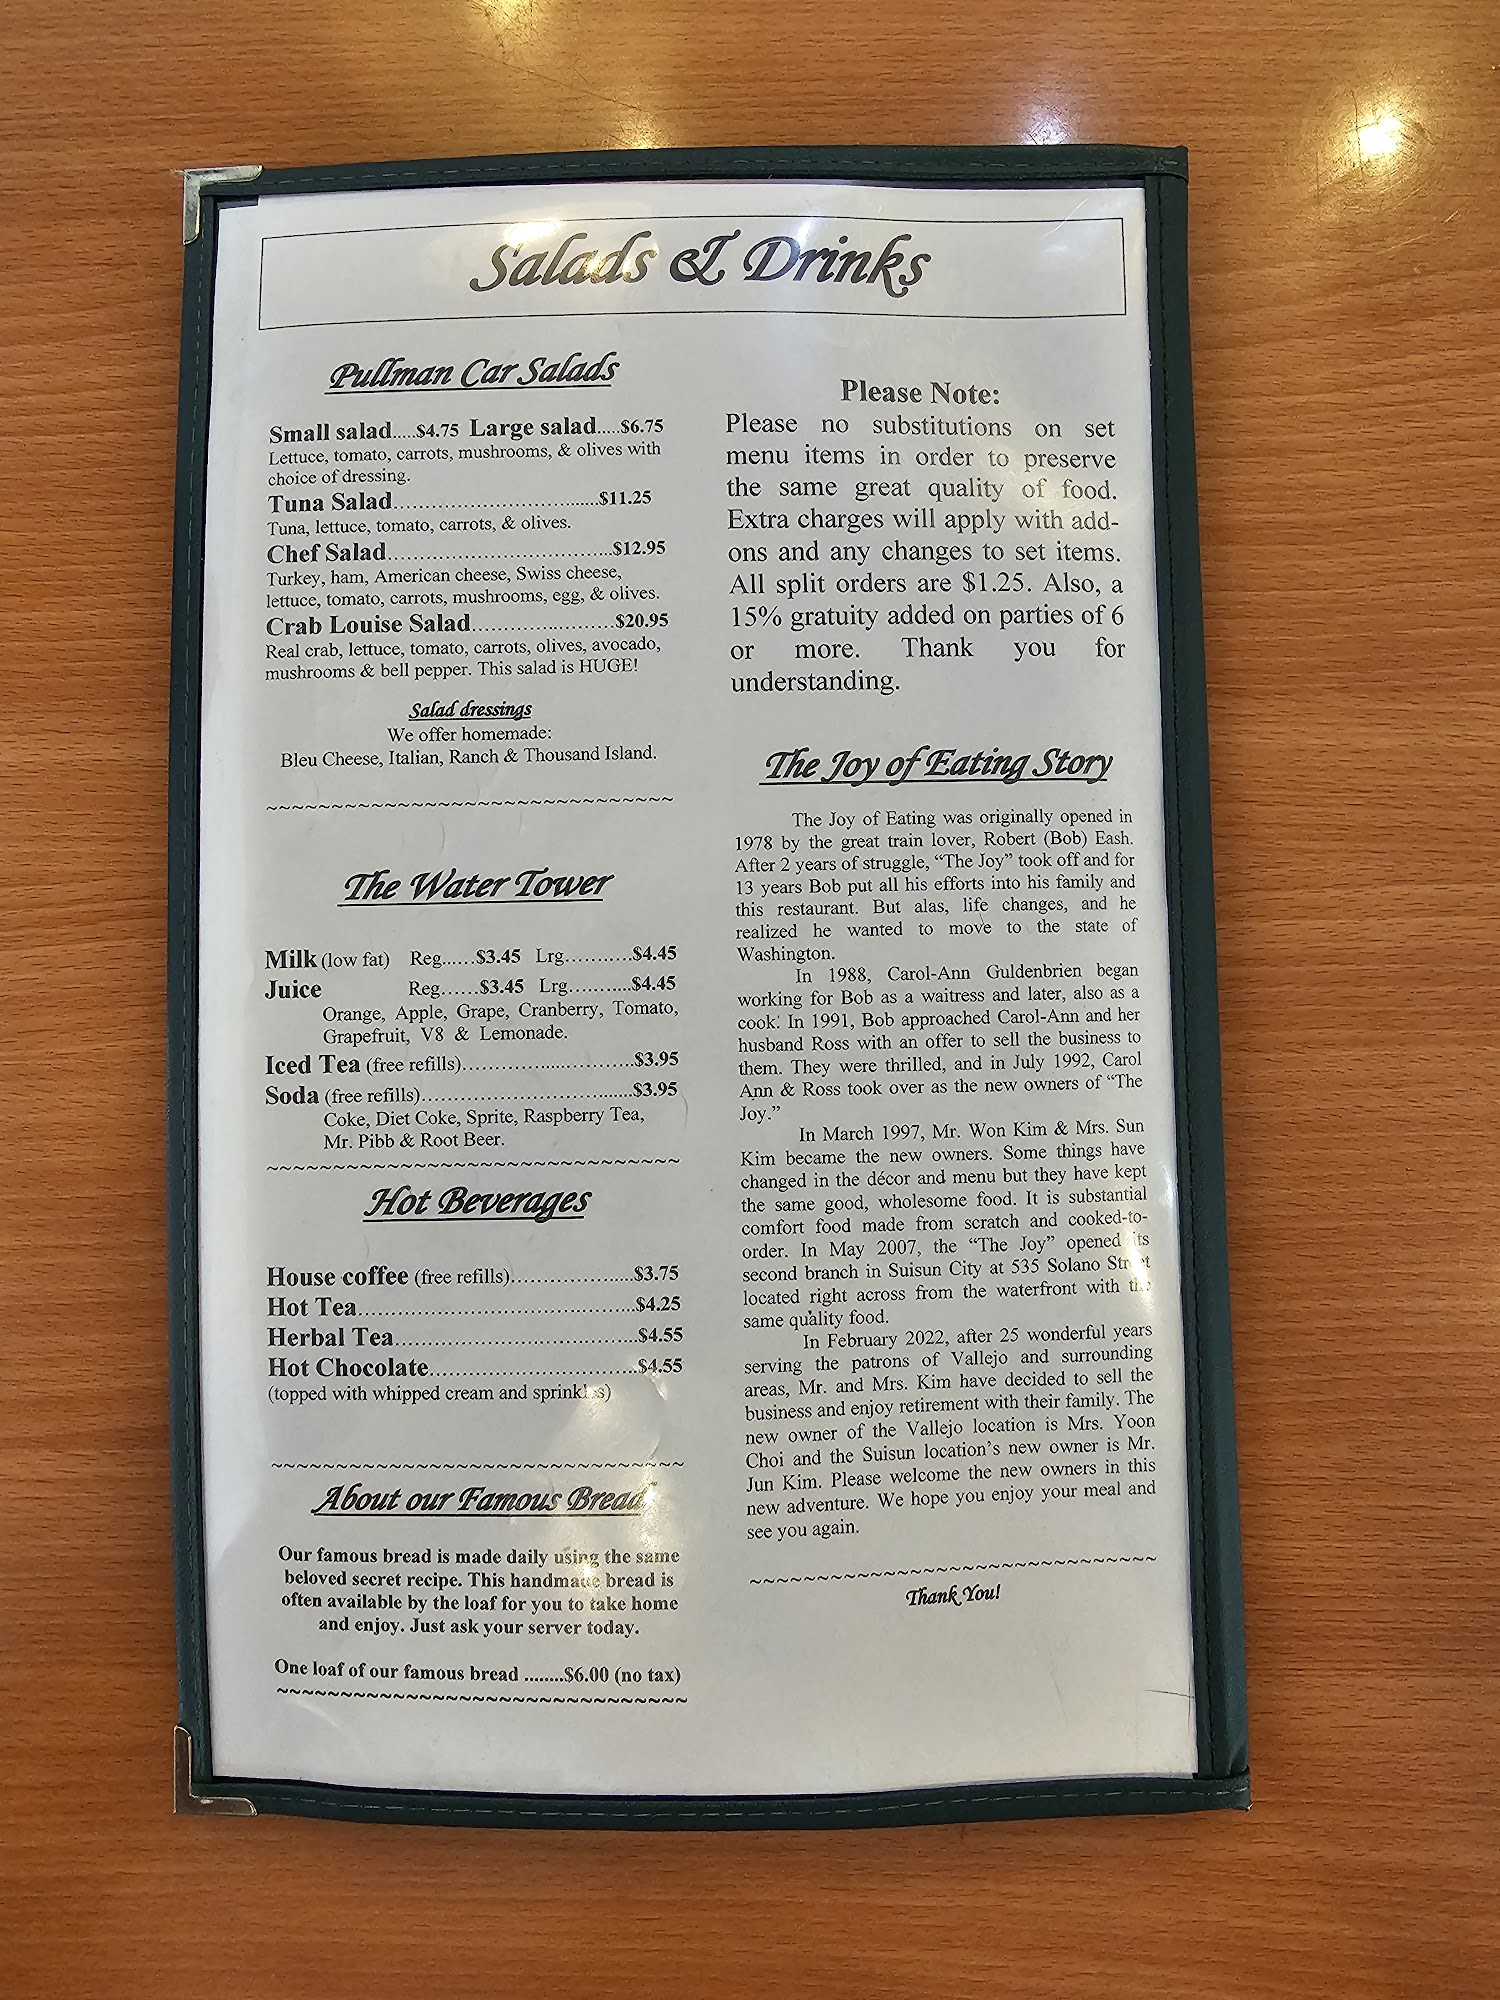 Salads & Drinks
Pullman Car Salads
Small salad.....$4.75 Large salad.....$6.75
Lettuce, tomato, carrots, mushrooms, & olives with
choice of dressing.
Tuna Salad......................................$11.25
Tuna, lettuce, tomato, carrots, & olives.
Chef Salad........................................$12.95
Turkey, ham, American cheese, Swiss cheese,
lettuce, tomato, carrots, mushrooms, egg, & olives.
Crab Louise Salad..........................$20.95
Real crab, lettuce, tomato, carrots, olives, avocado,
mushrooms & bell pepper. This salad is HUGE!
Salad dressings
We offer homemade:
Bleu Cheese, Italian, Ranch & Thousand Island.
~~~~~~~~~~~~~~~~~~~~~~~~~~~~~~~
The Water Tower
Milk (low fat) Reg......$3.45 Lrg...........$4.45
Juice Reg......$3.45 Lrg...........$4.45
Orange, Apple, Grape, Cranberry, Tomato,
Grapefruit, V8 & Lemonade.
Iced Tea (free refills)...............................$3.95
Soda (free refills)......................................$3.95
Coke, Diet Coke, Sprite, Raspberry Tea,
Mr. Pibb & Root Beer.
~~~~~~~~~~~~~~~~~~~~~~~~~~~~~~~
Hot Beverages
House coffee (free refills)......................$3.75
Hot Tea................................................$4.25
Herbal Tea..........................................$4.55
Hot Chocolate.....................................$4.55
(topped with whipped cream and sprinkles)
~~~~~~~~~~~~~~~~~~~~~~~~~~~~~~~
About our Famous Bread
Our famous bread is made daily using the same
beloved secret recipe. This handmade bread is
often available by the loaf for you to take home
and enjoy. Just ask your server today.
One loaf of our famous bread ........$6.00 (no tax)
~~~~~~~~~~~~~~~~~~~~~~~~~~~~~~~
Please Note:
Please no substitutions on set
menu items in order to preserve
the same great quality of food.
Extra charges will apply with add-
ons and any changes to set items.
All split orders are $1.25. Also, a
15% gratuity added on parties of 6
or more. Thank you for
understanding.
The Joy of Eating Story
The Joy of Eating was originally opened in
1978 by the great train lover, Robert (Bob) Eash.
After 2 years of struggle, “The Joy” took off and for
13 years Bob put all his efforts into his family and
this restaurant. But alas, life changes, and he
realized he wanted to move to the state of
Washington.
In 1988, Carol-Ann Guldenbrien began
working for Bob as a waitress and later, also as a
cook. In 1991, Bob approached Carol-Ann and her
husband Ross with an offer to sell the business to
them. They were thrilled, and in July 1992, Carol
Ann & Ross took over as the new owners of “The
Joy.”
In March 1997, Mr. Won Kim & Mrs. Sun
Kim became the new owners. Some things have
changed in the décor and menu but they have kept
the same good, wholesome food. It is substantial
comfort food made from scratch and cooked-to-
order. In May 2007, the “The Joy” opened its
second branch in Suisun City at 535 Solano Street
located right across from the waterfront with the
same quality food.
In February 2022, after 25 wonderful years
serving the patrons of Vallejo and surrounding
areas, Mr. and Mrs. Kim have decided to sell the
business and enjoy retirement with their family. The
new owner of the Vallejo location is Mrs. Yoon
Choi and the Suisun location’s new owner is Mr.
Jun Kim. Please welcome the new owners in this
new adventure. We hope you enjoy your meal and
see you again.
~~~~~~~~~~~~~~~~~~~~~~~~~~~~~~~
Thank You!